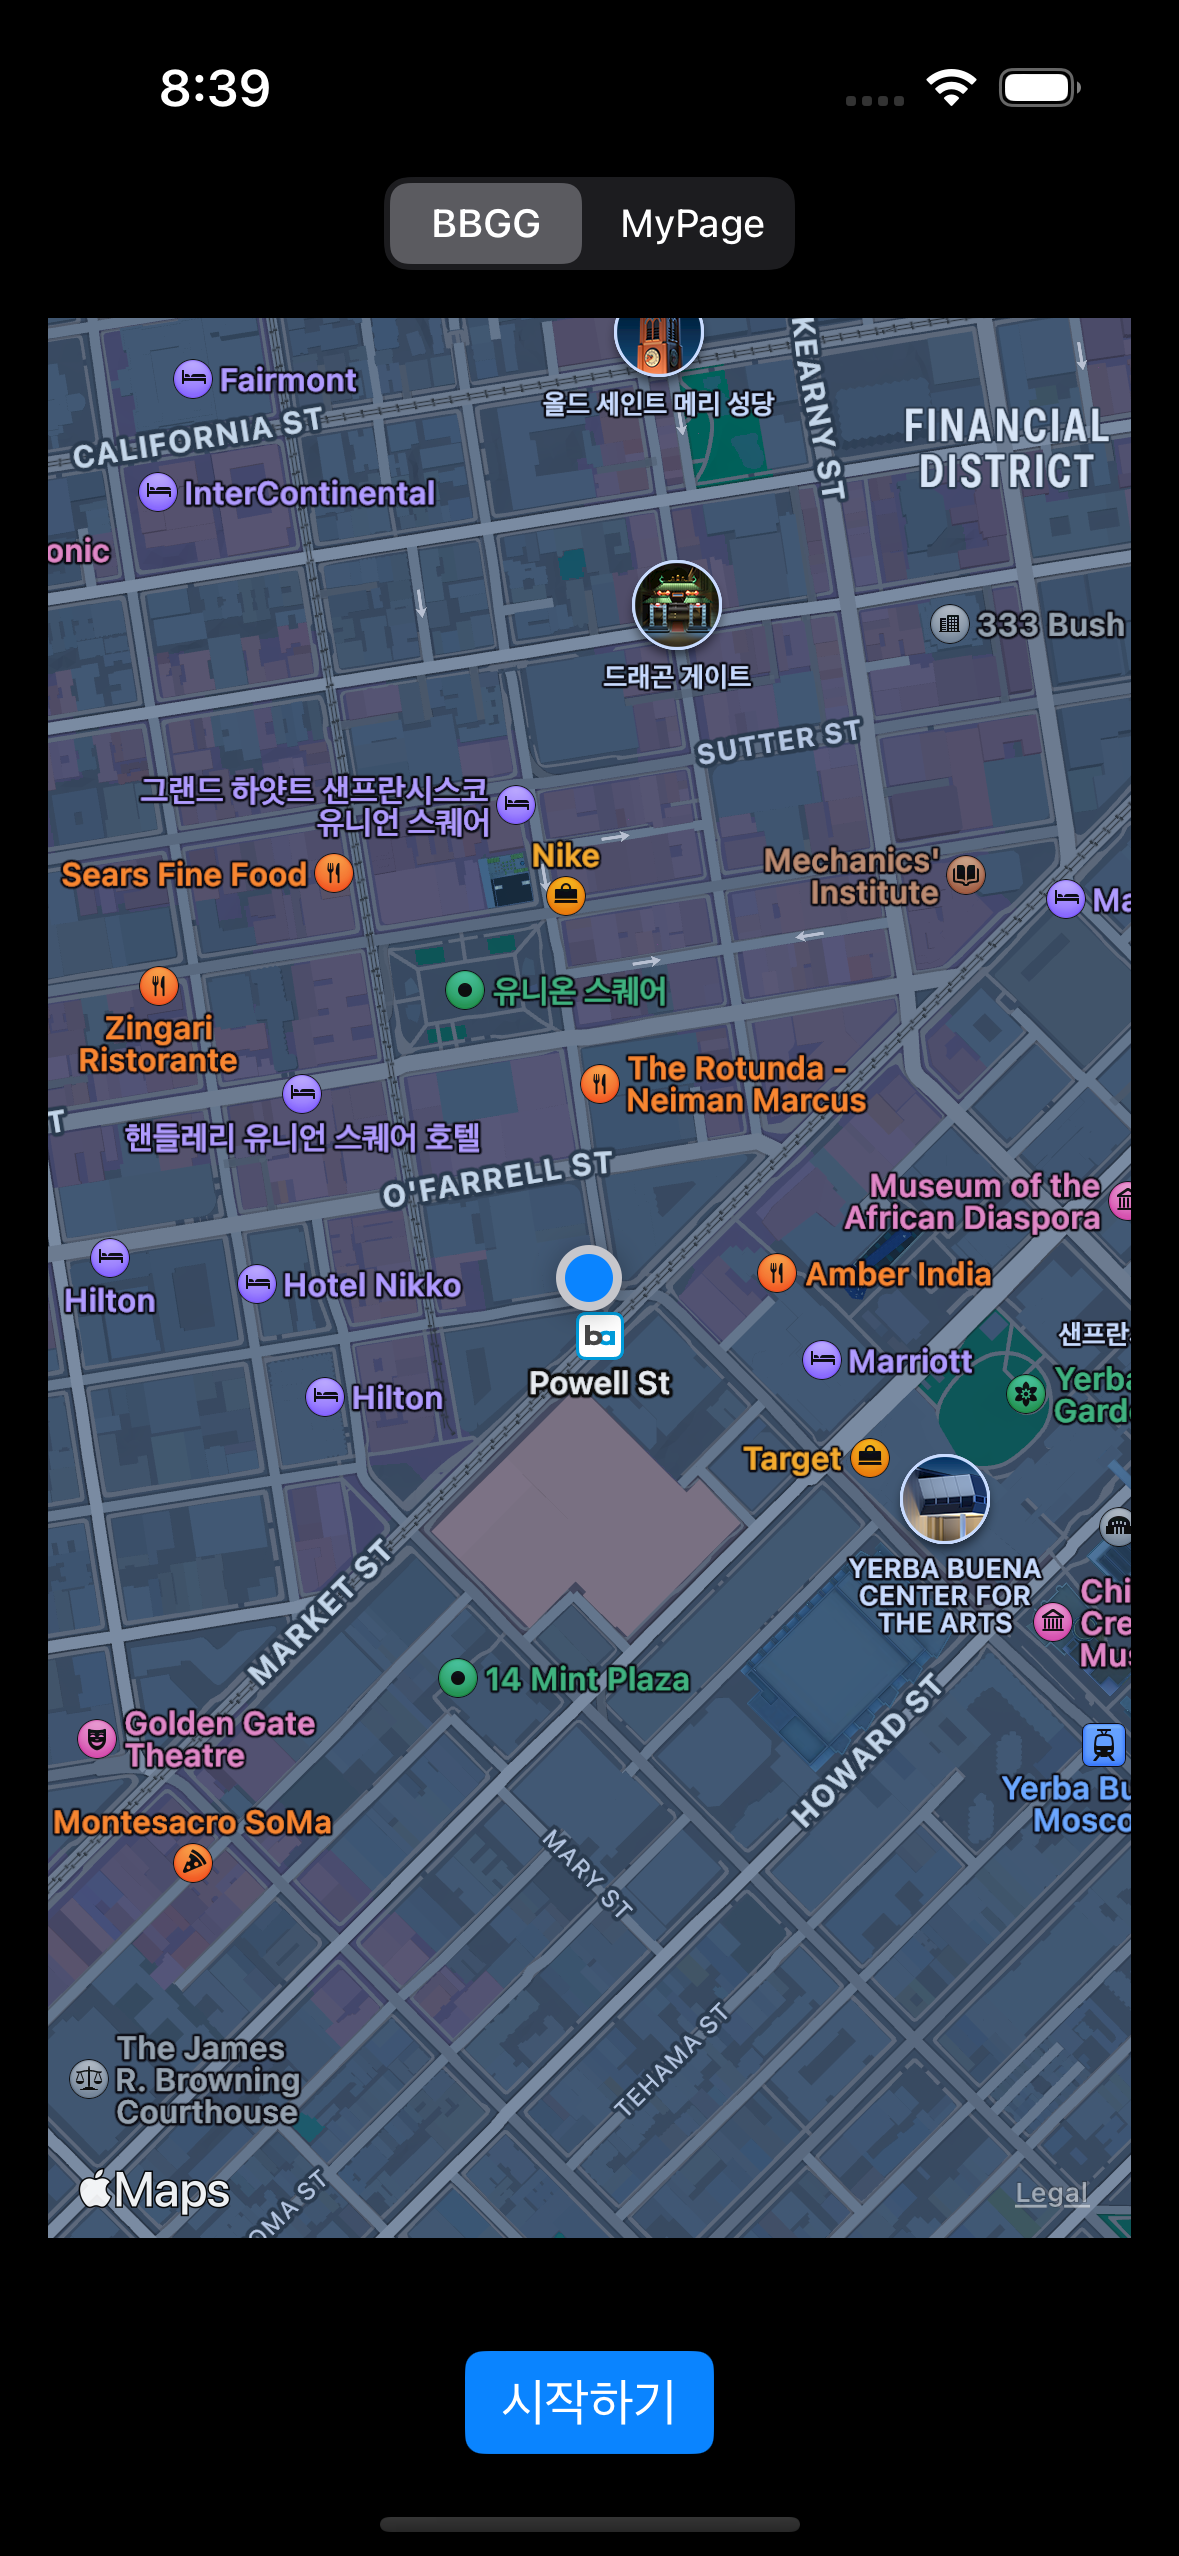 8:39
BBGG
MyPage
Fairmont
CALIFORNIA ST
InterContinental
onic
올드 세인트 메리 성당
KEARNY ST
FINANCIAL
DISTRICT
드래곤 게이트
333 Bush
SUTTER ST
그랜드 하얏트 샌프란시스코
유니언 스퀘어
Sears Fine Food
Nike
Mechanics'
Institute
Ma
유니온 스퀘어
Zingari
Ristorante
The Rotunda -
Neiman Marcus
T
핸들레리 유니언 스퀘어 호텔
O'FARRELL ST
Museum of the
African Diaspora
Hilton
Hotel Nikko
Amber India
ba
Powell St
Marriott
샌프란
Yerba
Garde
Hilton
Target
YERBA BUENA
CENTER FOR
THE ARTS
MARKET ST
Chi
Cre
Mus
14 Mint Plaza
Golden Gate
Theatre
HOWARD ST
Yerba Bu
Mosco
Montesacro SoMa
MARY ST
TEHAMA ST
The James
R. Browning
Courthouse
Maps
OMA ST
Legal
시작하기